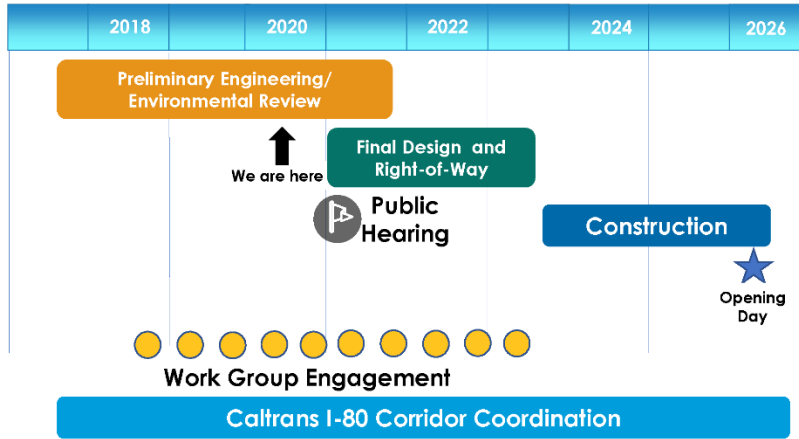 2018 2020 2022 2024 2026
Preliminary Engineering/
Environmental Review
Final Design and
Right-of-Way
We are here
Public
Hearing
Construction
Opening
Day
Work Group Engagement
Caltrans I-80 Corridor Coordination